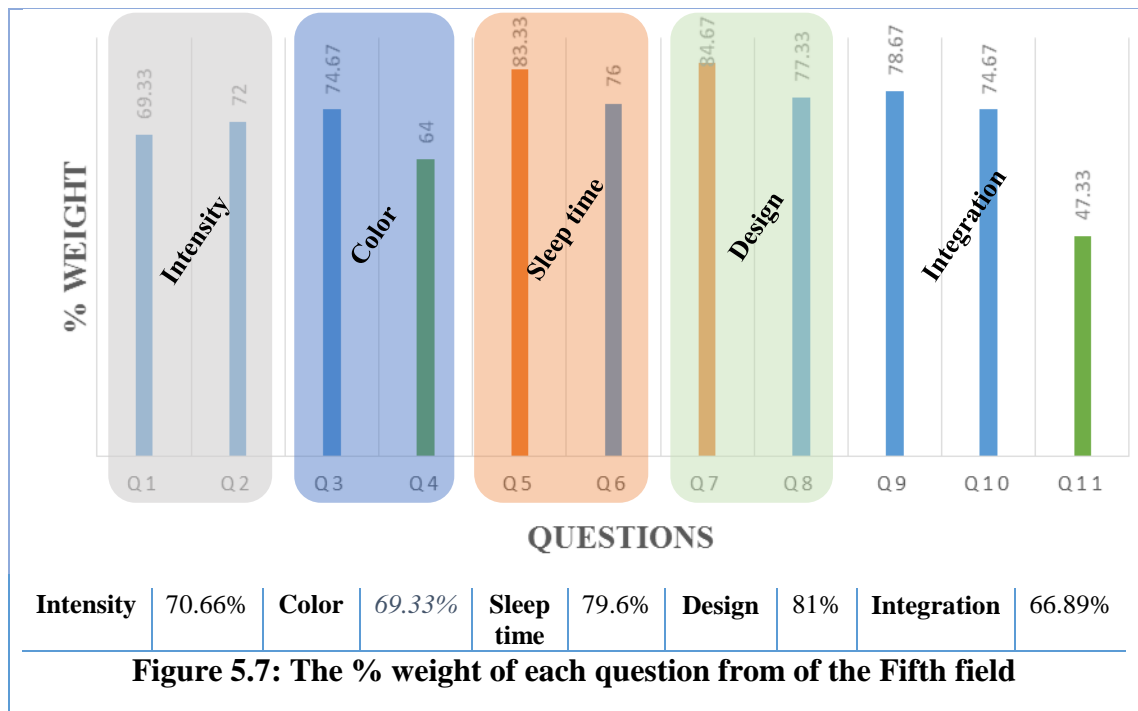 69.33
72
74.67
64
83.33
76
84.67
77.33
78.67
74.67
47.33
% WEIGHT
Intensity
Color
Sleep time
Design
Integration
Q1 Q2 Q3 Q4 Q5 Q6 Q7 Q8 Q9 Q10 Q11
QUESTIONS
Intensity 70.66% Color 69.33% Sleep 79.6% Design 81% Integration 66.89%
time
Figure 5.7: The % weight of each question from of the Fifth field